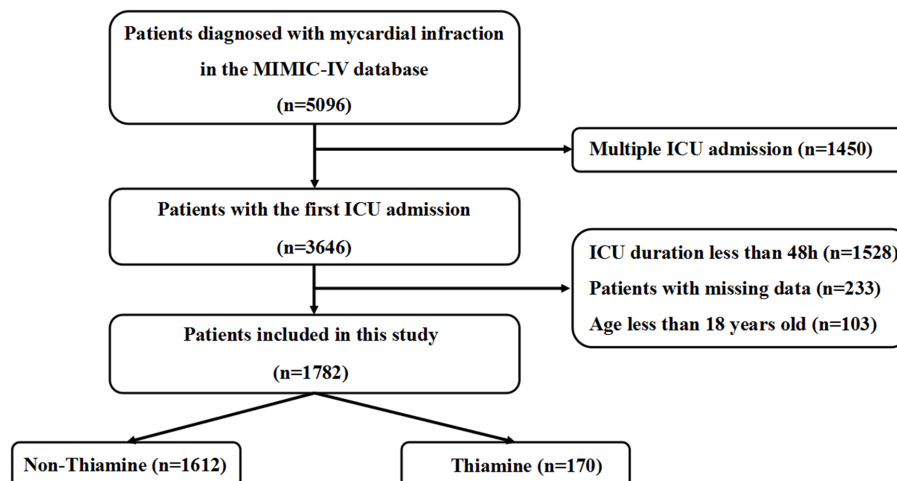 Patients diagnosed with mycardial infraction
in the MIMIC-IV database
(n=5096)
Multiple ICU admission (n=1450)
Patients with the first ICU admission
(n=3646)
ICU duration less than 48h (n=1528)
Patients with missing data (n=233)
Age less than 18 years old (n=103)
Patients included in this study
(n=1782)
Non-Thiamine (n=1612)
Thiamine (n=170)